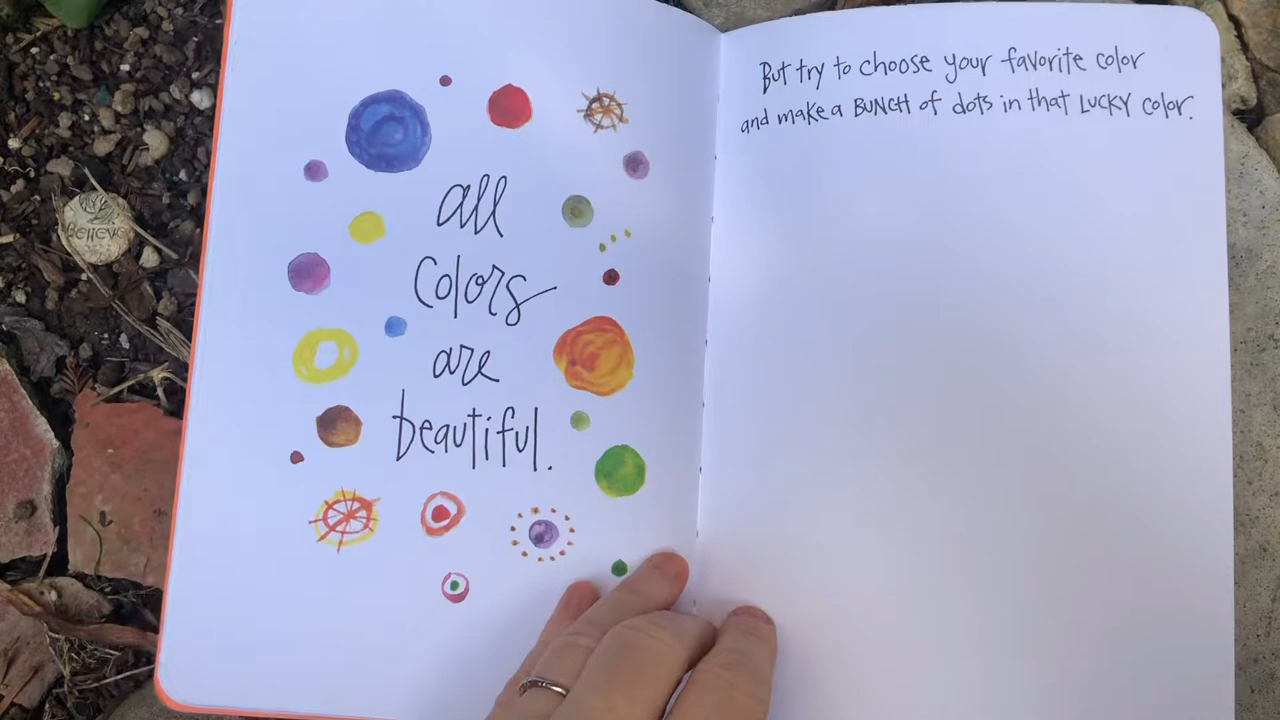 all
colors
are
beautiful.
But try to choose your favorite color
and make a BUNCH of dots in that LUCKY color.
BELIEVE